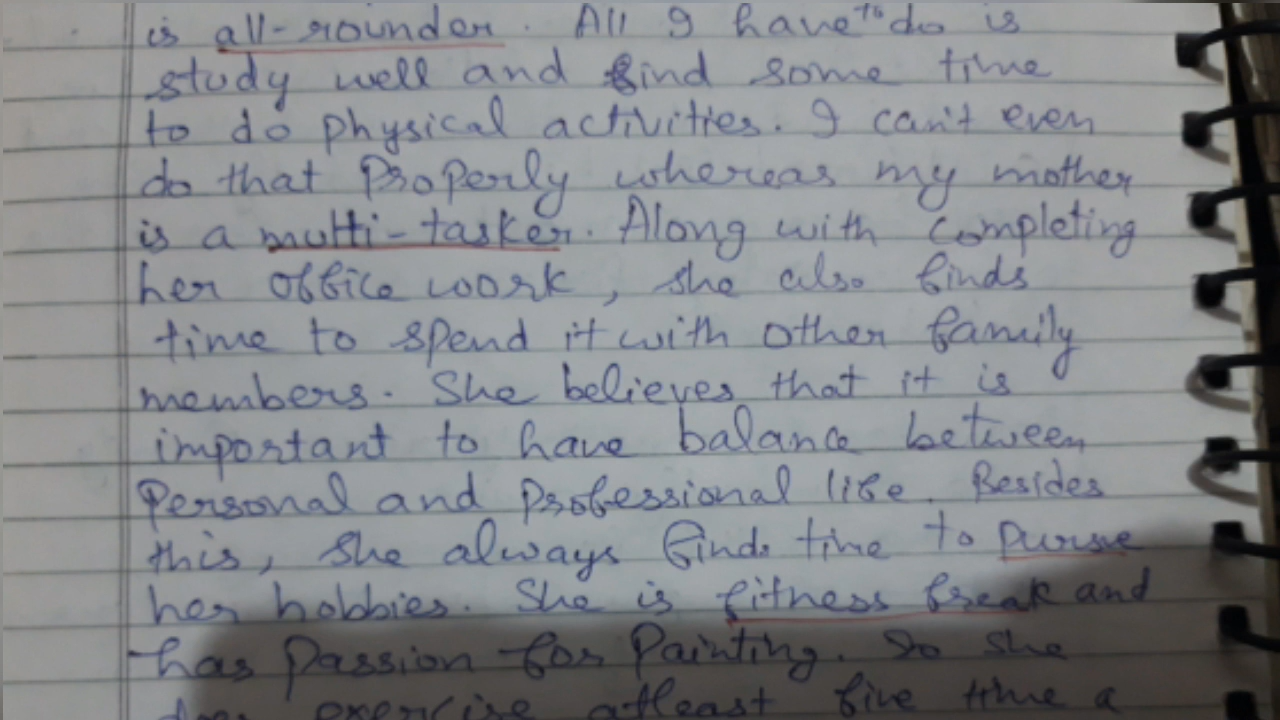 is all-rounder. All I have to do is
study well and find some time
to do physical activities. I can't even
do that Properly whereas my mother
is a multi-tasker. Along with completing
her office work, she also finds
time to spend it with other family
members. She believes that it is
important to have balance between
Personal and Professional life. Besides
this, she always finds time to pursue
her hobbies. She is fitness freak and
has Passion for Painting. So she
does exercise atleast five time a